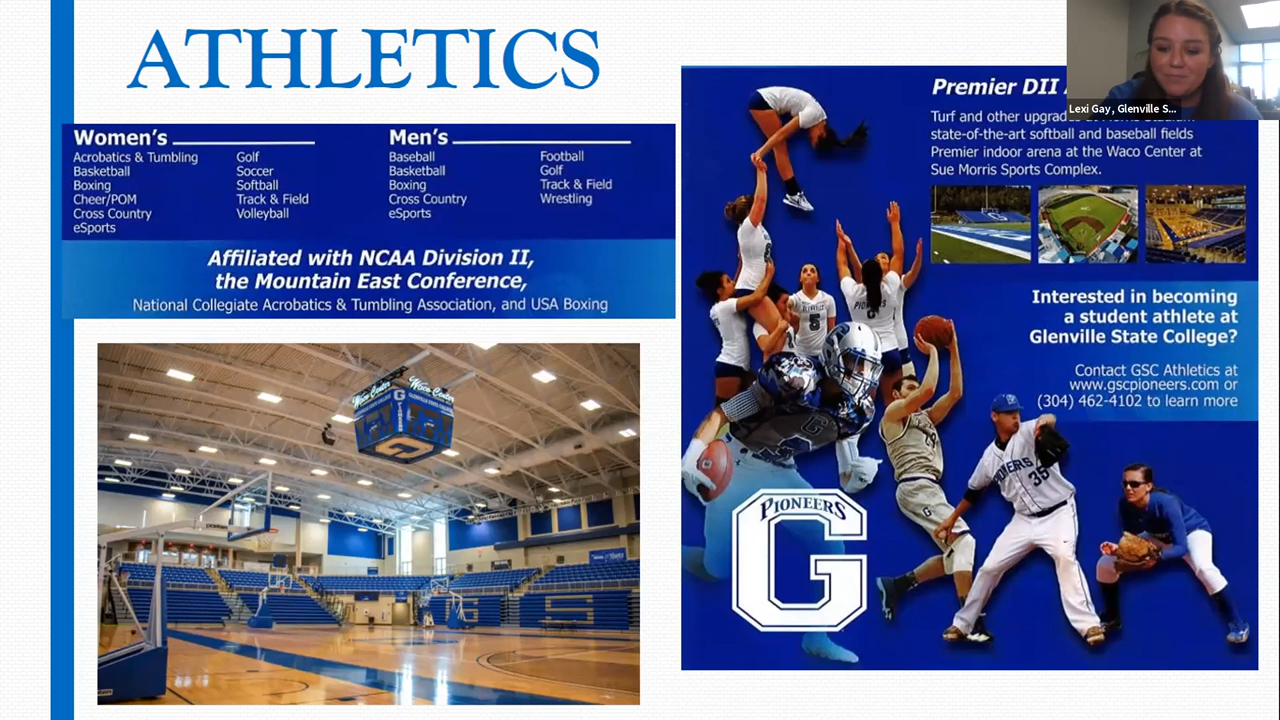 ATHLETICS
Women's
Acrobatics & Tumbling
Basketball
Boxing
Cheer/POM
Cross Country
eSports
Golf
Soccer
Softball
Track & Field
Volleyball
Men's
Baseball
Basketball
Boxing
Cross Country
eSports
Football
Golf
Track & Field
Wrestling
Affiliated with NCAA Division II,
the Mountain East Conference,
National Collegiate Acrobatics & Tumbling Association, and USA Boxing
Waco Center
Waco Center
G
PIONEERS
G S
Lexi Gay, Glenville S...
Premier DII
Turf and other upgrades
state-of-the-art softball and baseball fields
Premier indoor arena at the Waco Center at
Sue Morris Sports Complex.
Interested in becoming
a student athlete at
Glenville State College?
Contact GSC Athletics at
www.gscpioneers.com or
(304) 462-4102 to learn more
5
G
35
PIONEERS
G